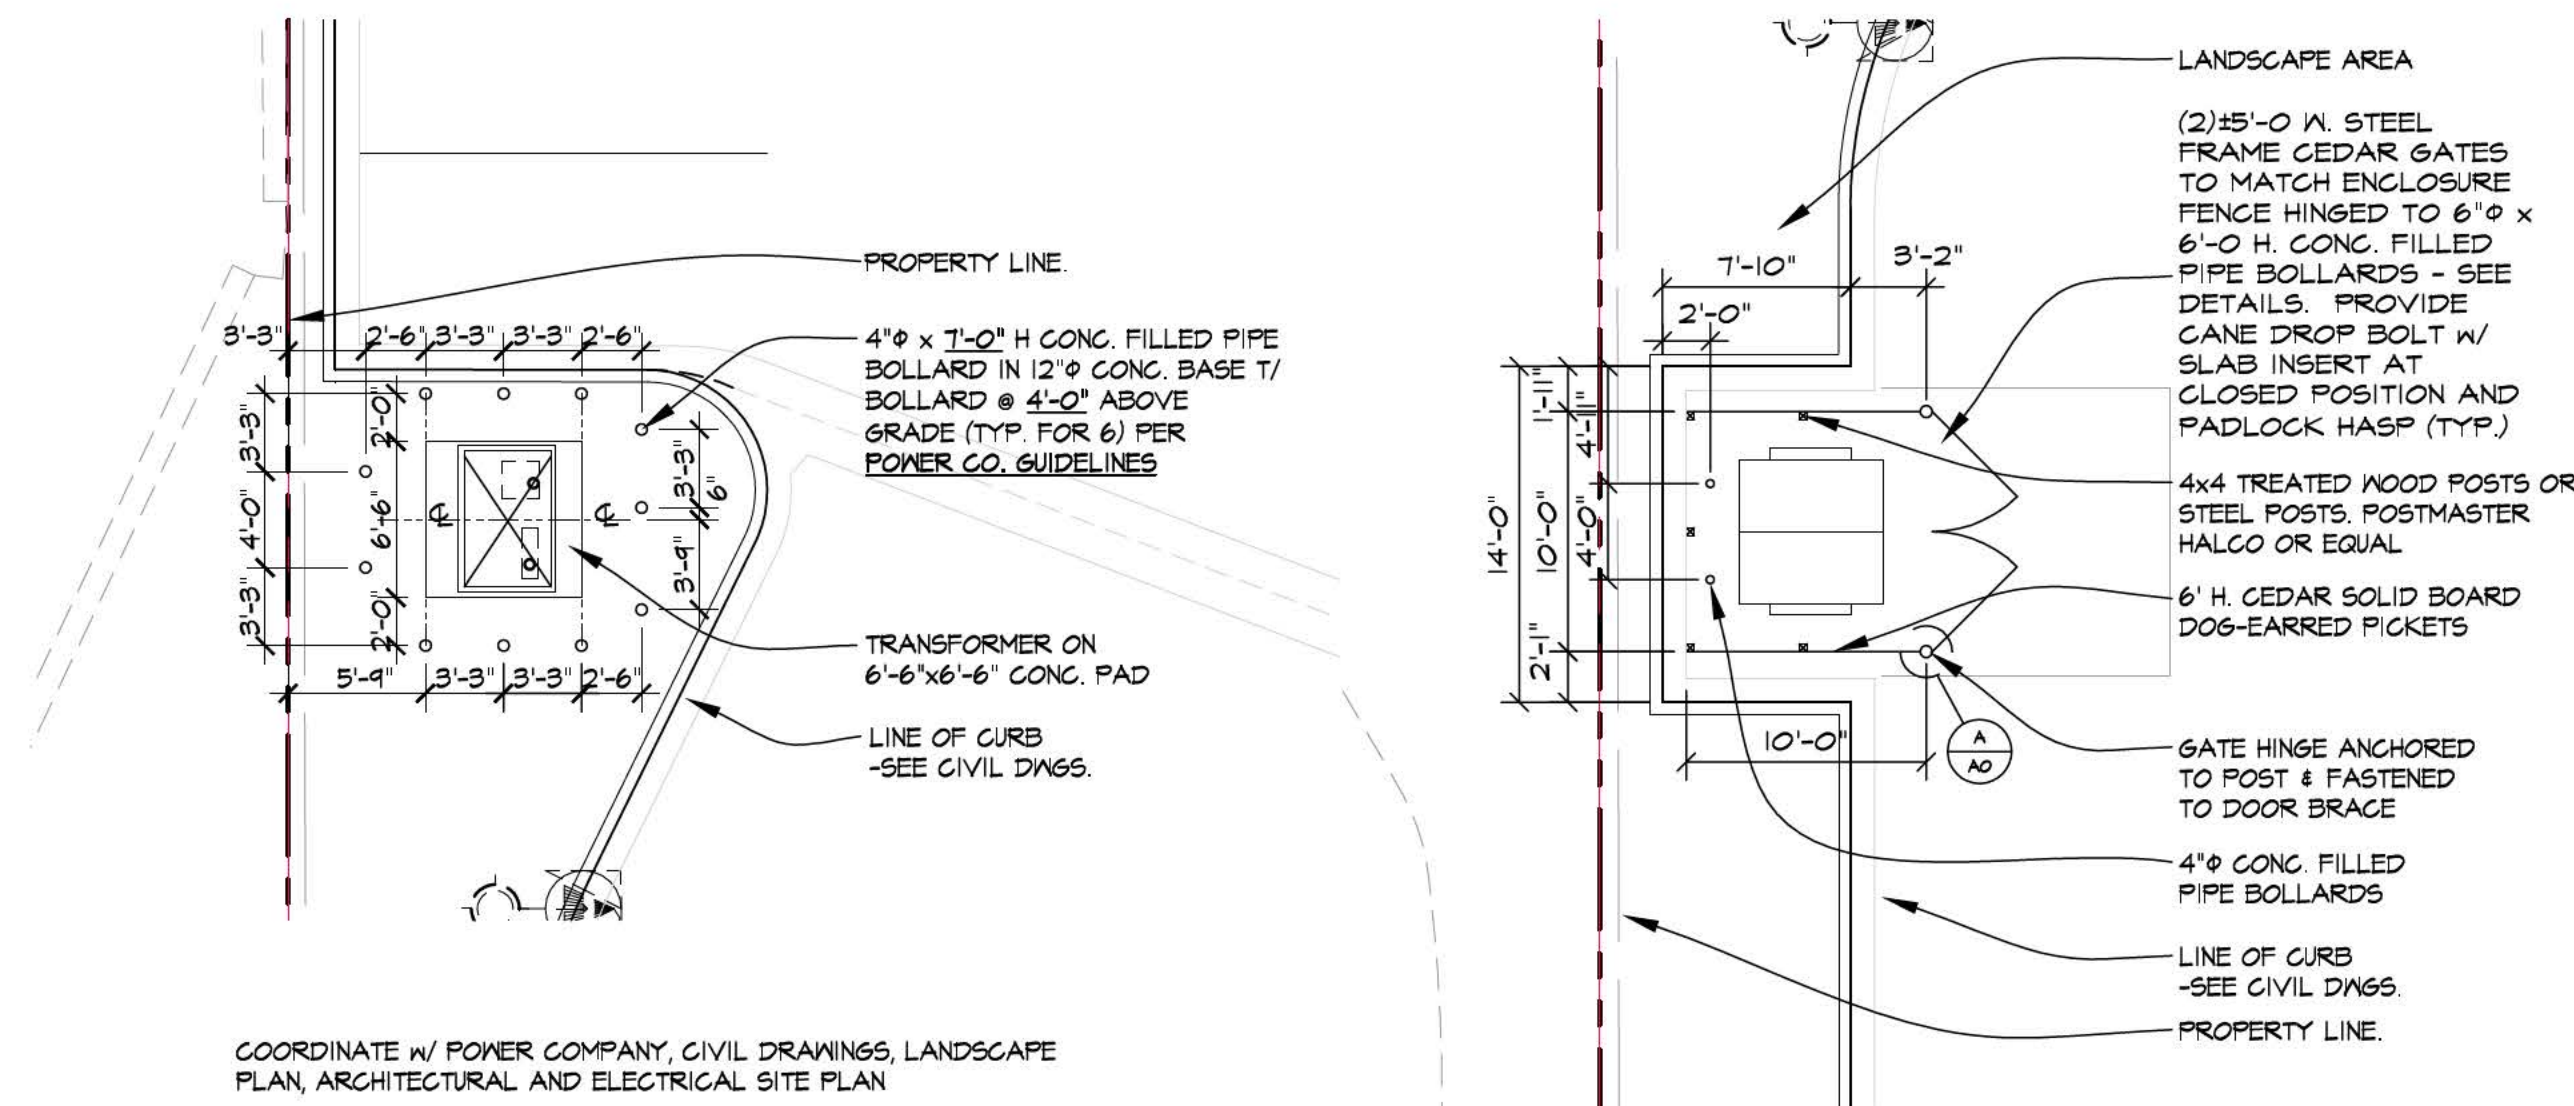 PROPERTY LINE.
4"Φ x 7'-0" H CONC. FILLED PIPE
BOLLARD IN 12"Φ CONC. BASE T/
BOLLARD @ 4'-0" ABOVE
GRADE (TYP. FOR 6) PER
POWER CO. GUIDELINES
3'-3"
2'-6"
3'-3"
3'-3"
2'-6"
3'-3"
4'-0"
3'-3"
2'-0"
6'-6"
2'-0"
℄
℄
3'-3"
6"
3'-9"
5'-9"
3'-3"
3'-3"
2'-6"
TRANSFORMER ON
6'-6"x6'-6" CONC. PAD
LINE OF CURB
-SEE CIVIL DWGS.
COORDINATE w/ POWER COMPANY, CIVIL DRAWINGS, LANDSCAPE
PLAN, ARCHITECTURAL AND ELECTRICAL SITE PLAN
7'-10"
3'-2"
2'-0"
14'-0"
1'-11"
10'-0"
2'-1"
4'-11"
4'-0"
10'-0"
A
A0
LANDSCAPE AREA
(2)±5'-0 W. STEEL
FRAME CEDAR GATES
TO MATCH ENCLOSURE
FENCE HINGED TO 6"Φ x
6'-0 H. CONC. FILLED
PIPE BOLLARDS - SEE
DETAILS. PROVIDE
CANE DROP BOLT w/
SLAB INSERT AT
CLOSED POSITION AND
PADLOCK HASP (TYP.)
4x4 TREATED WOOD POSTS OR
STEEL POSTS. POSTMASTER
HALCO OR EQUAL
6' H. CEDAR SOLID BOARD
DOG-EARRED PICKETS
GATE HINGE ANCHORED
TO POST & FASTENED
TO DOOR BRACE
4"Φ CONC. FILLED
PIPE BOLLARDS
LINE OF CURB
-SEE CIVIL DWGS.
PROPERTY LINE.